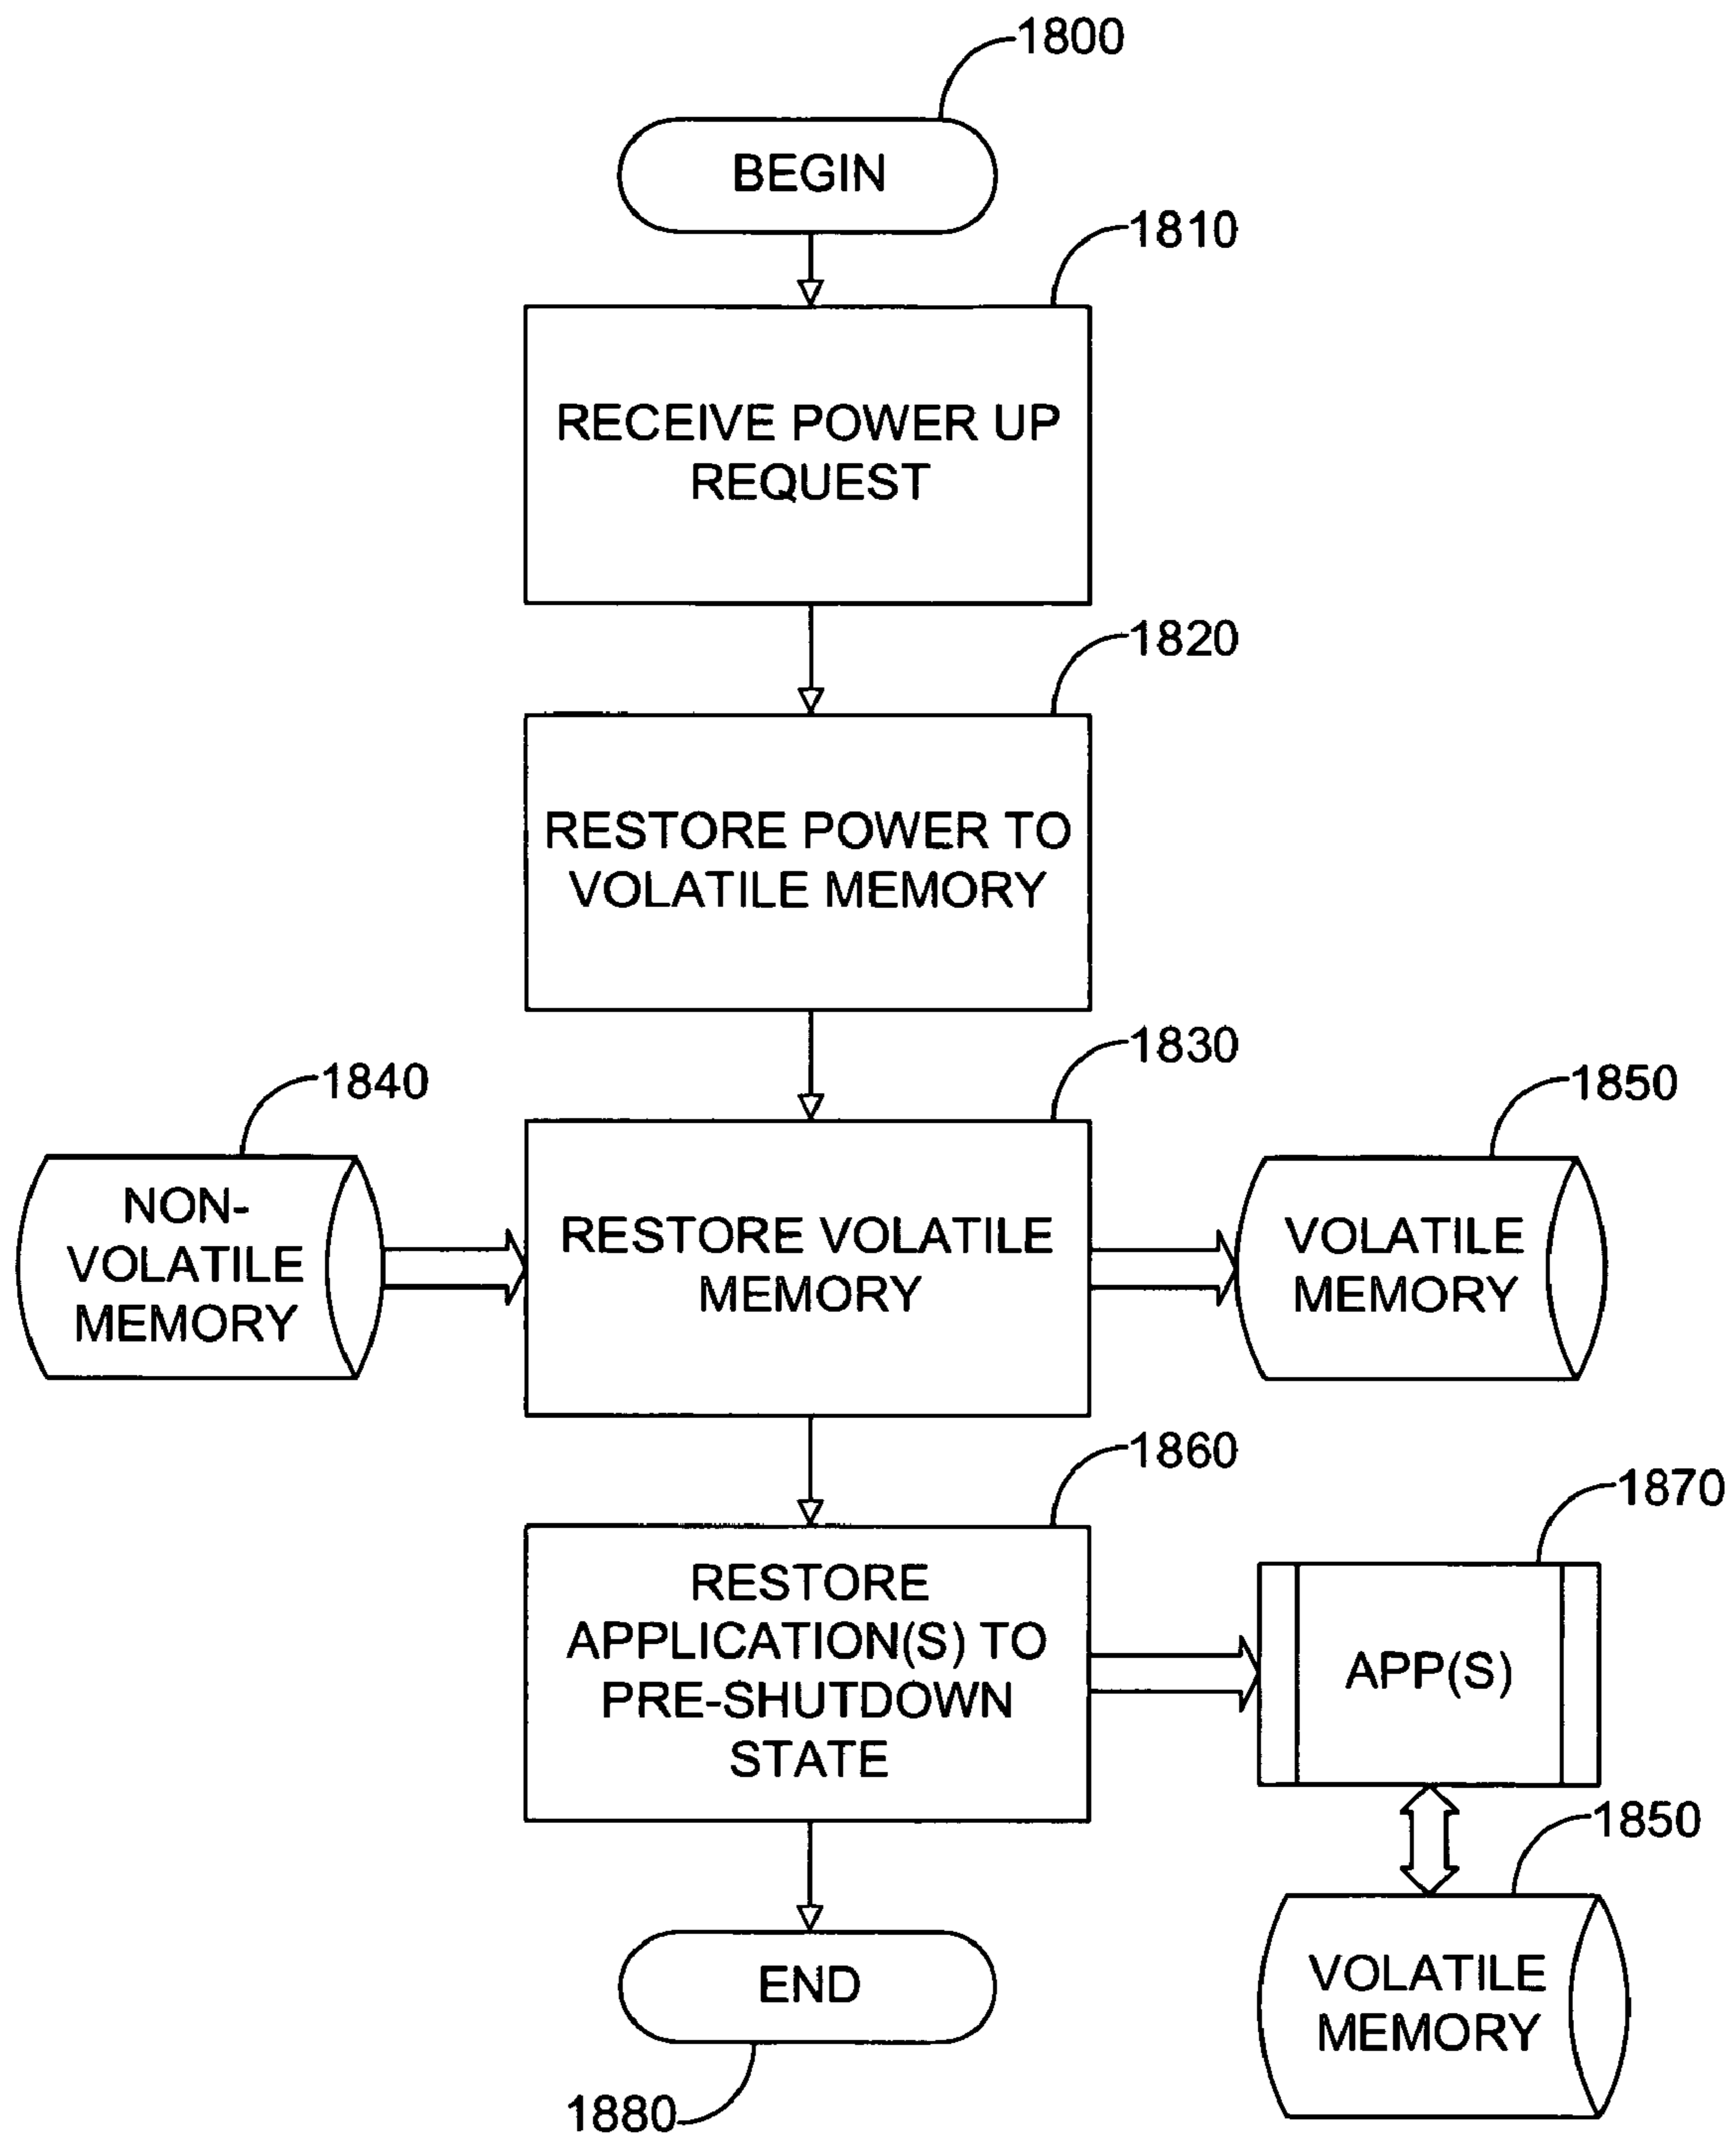 1800
BEGIN
1810
RECEIVE POWER UP
REQUEST
1820
RESTORE POWER TO
VOLATILE MEMORY
1830
1840
1850
NON-
VOLATILE
MEMORY
RESTORE VOLATILE
MEMORY
VOLATILE
MEMORY
1860
1870
RESTORE
APPLICATION(S) TO
PRE-SHUTDOWN
STATE
APP(S)
1850
END
VOLATILE
MEMORY
1880